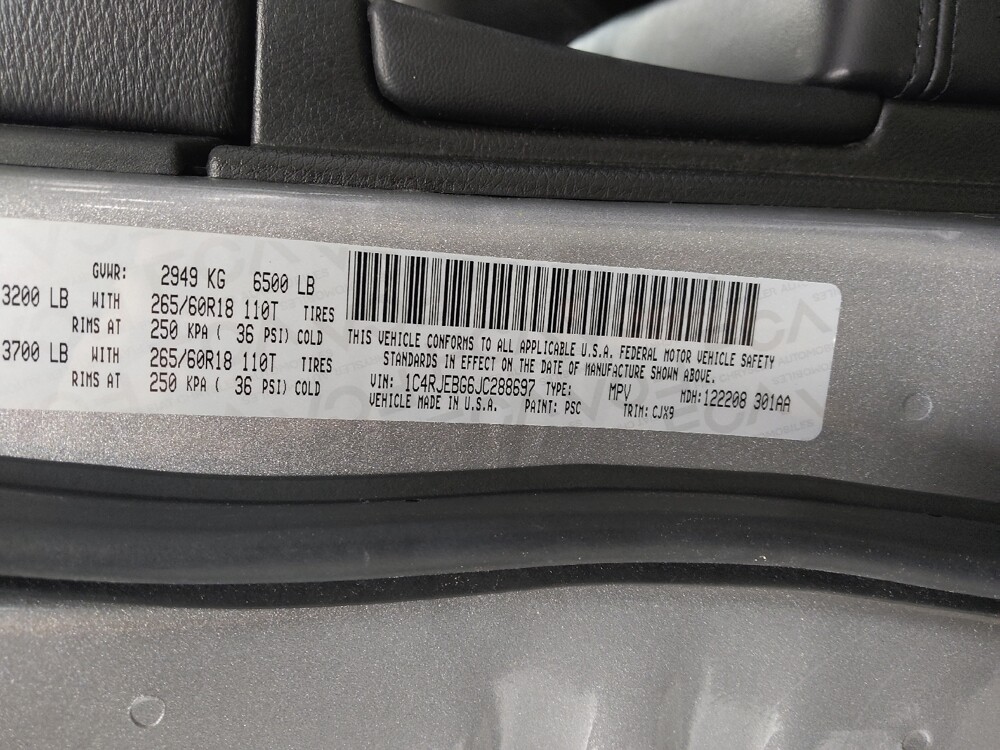 GVWR: 2949 KG 6500 LB
3200 LB WITH 265/60R18 110T TIRES
RIMS AT 250 KPA ( 36 PSI) COLD
3700 LB WITH 265/60R18 110T TIRES
RIMS AT 250 KPA ( 36 PSI) COLD
THIS VEHICLE CONFORMS TO ALL APPLICABLE U.S.A. FEDERAL MOTOR VEHICLE SAFETY
STANDARDS IN EFFECT ON THE DATE OF MANUFACTURE SHOWN ABOVE.
VIN: 1C4RJEBG6JC288697 TYPE: MPV MDH:122208 301AA
VEHICLE MADE IN U.S.A. PAINT: PSC TRIM: CJX9